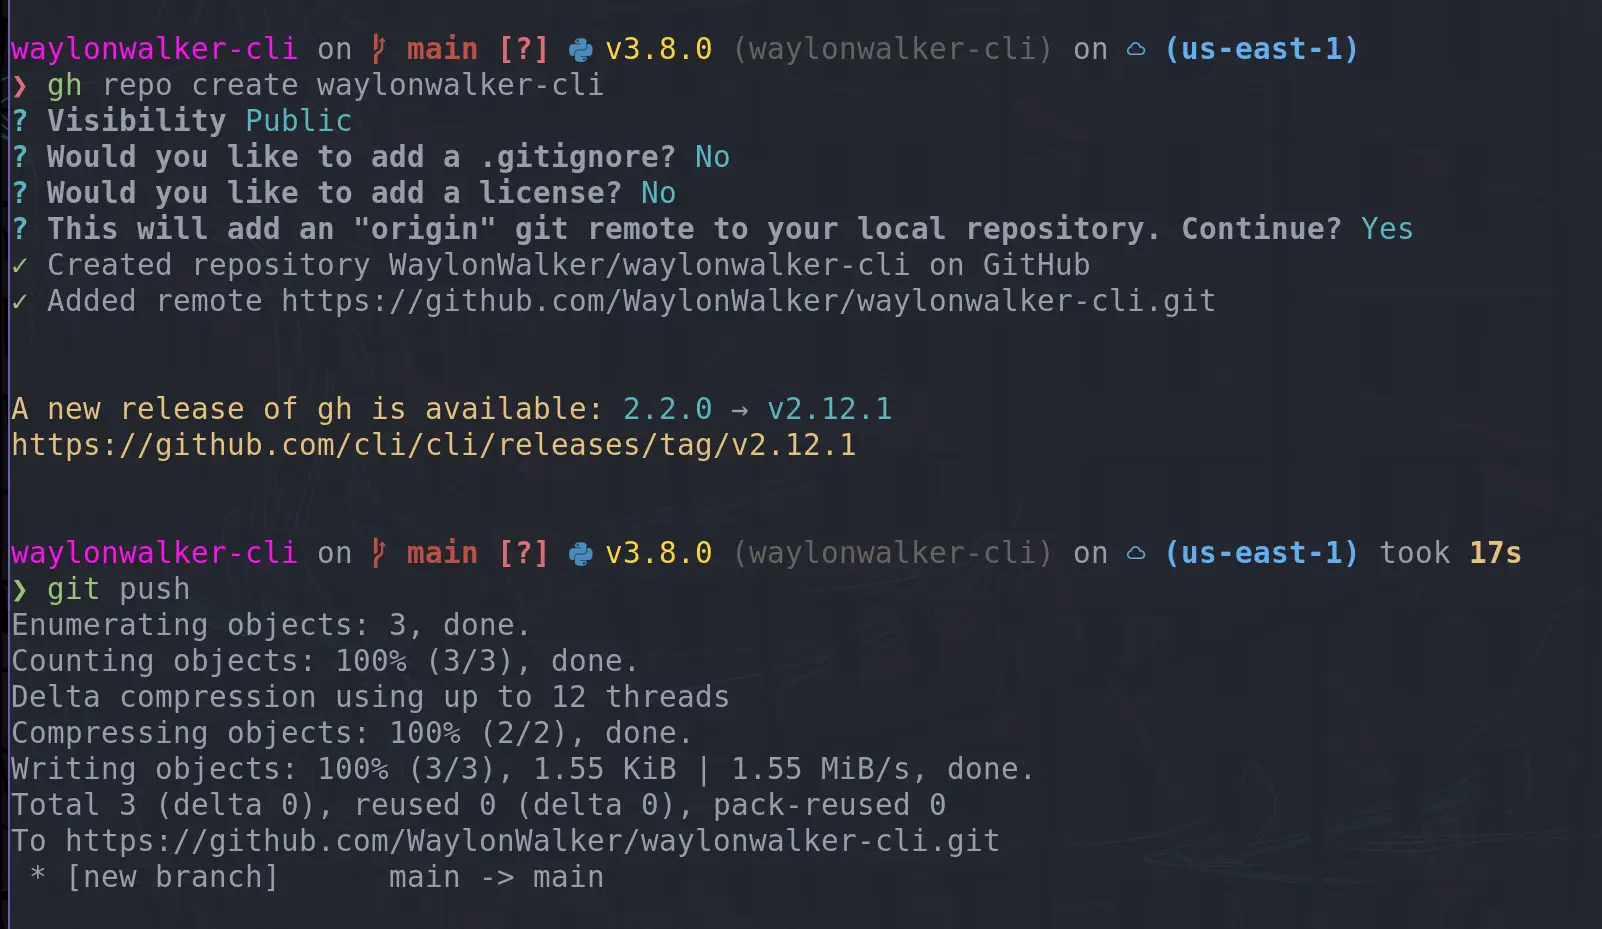 waylonwalker-cli on main [?] v3.8.0 (waylonwalker-cli) on (us-east-1)
❯ gh repo create waylonwalker-cli
? Visibility Public
? Would you like to add a .gitignore? No
? Would you like to add a license? No
? This will add an "origin" git remote to your local repository. Continue? Yes
✓ Created repository WaylonWalker/waylonwalker-cli on GitHub
✓ Added remote https://github.com/WaylonWalker/waylonwalker-cli.git
A new release of gh is available: 2.2.0 → v2.12.1
https://github.com/cli/cli/releases/tag/v2.12.1
waylonwalker-cli on main [?] v3.8.0 (waylonwalker-cli) on (us-east-1) took 17s
❯ git push
Enumerating objects: 3, done.
Counting objects: 100% (3/3), done.
Delta compression using up to 12 threads
Compressing objects: 100% (2/2), done.
Writing objects: 100% (3/3), 1.55 KiB | 1.55 MiB/s, done.
Total 3 (delta 0), reused 0 (delta 0), pack-reused 0
To https://github.com/WaylonWalker/waylonwalker-cli.git
 * [new branch]      main -> main